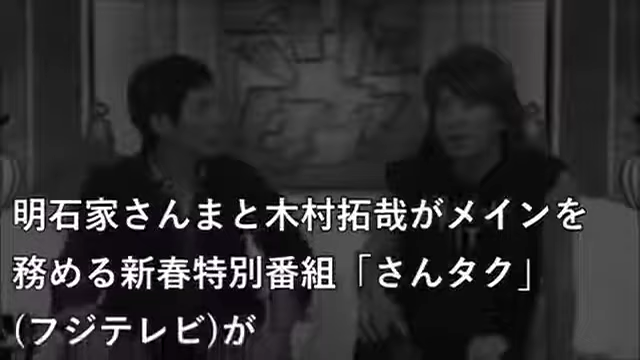 明石家さんまと木村拓哉がメインを
務める新春特別番組「さんタク」
(フジテレビ)が